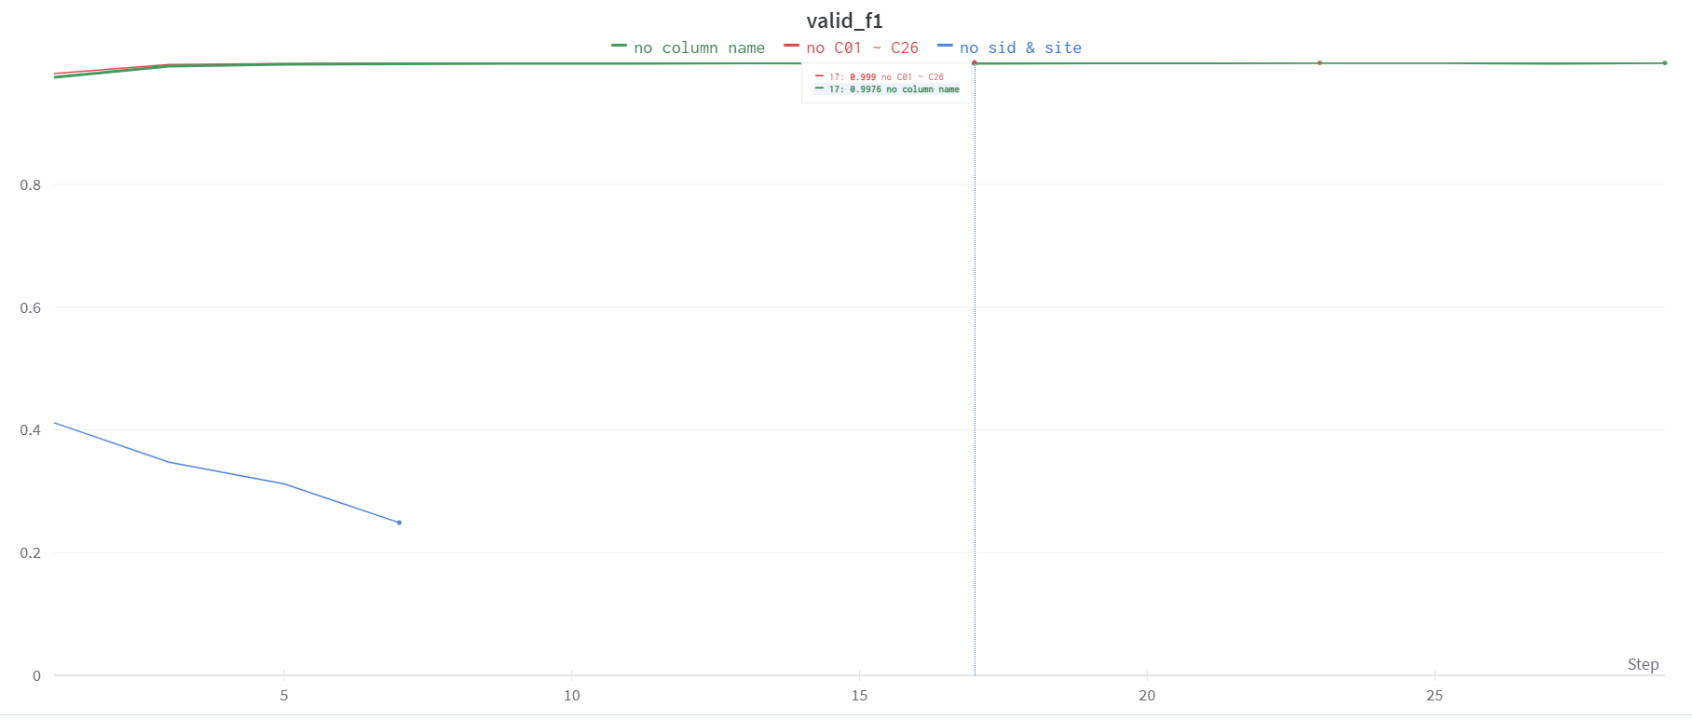 valid_f1
no column name no C01 ~ C26 no sid & site
17: 0.999 no C01 ~ C26
17: 0.9976 no column name
0.8
0.6
0.4
0.2
0
Step
5 10 15 20 25